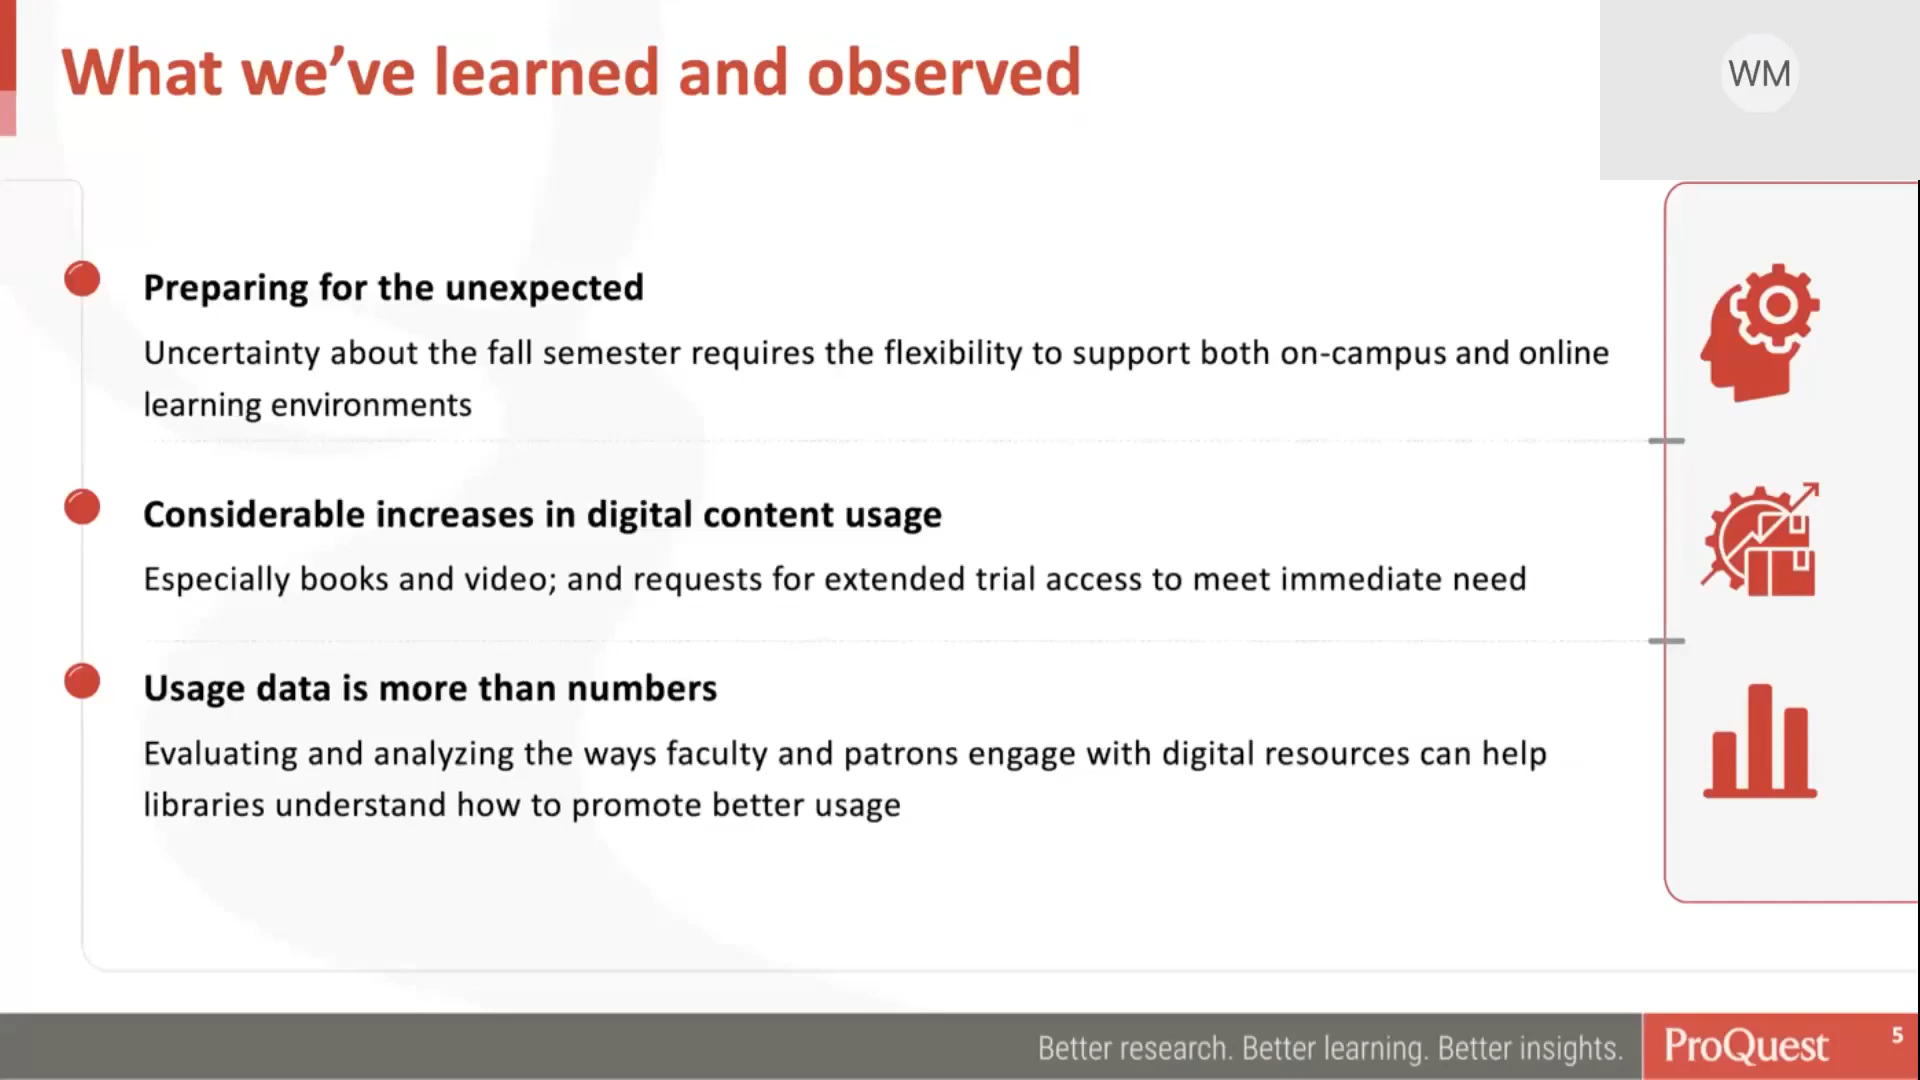 What we've learned and observed
WM
Preparing for the unexpected
Uncertainty about the fall semester requires the flexibility to support both on-campus and online
learning environments
Considerable increases in digital content usage
Especially books and video; and requests for extended trial access to meet immediate need
Usage data is more than numbers
Evaluating and analyzing the ways faculty and patrons engage with digital resources can help
libraries understand how to promote better usage
Better research. Better learning. Better insights.
ProQuest
5